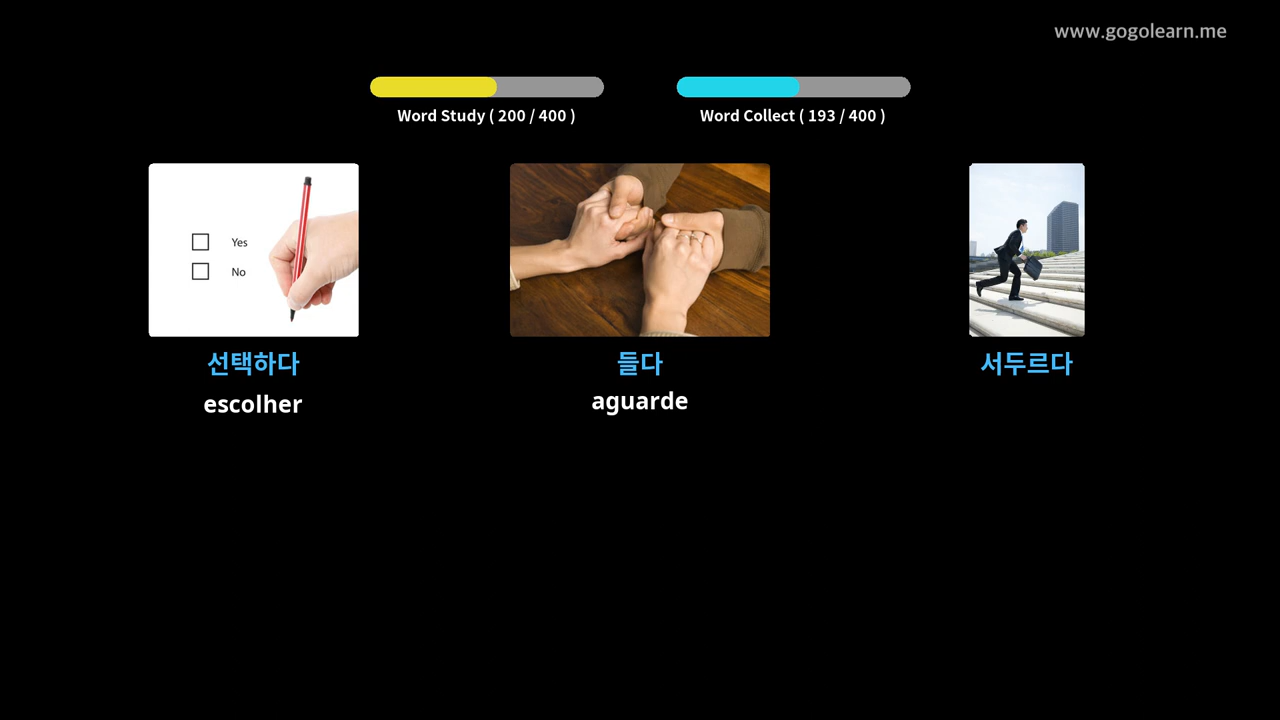 www.gogolearn.me
Word Study ( 200 / 400 )
Word Collect ( 193 / 400 )
Yes
No
선택하다
들다
서두르다
escolher
aguarde